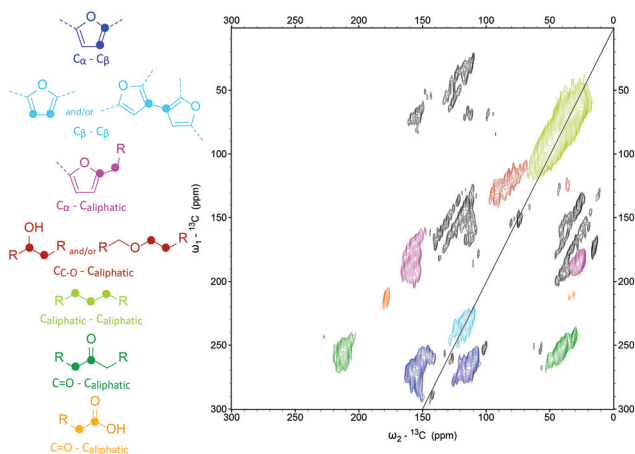 O
Cα - Cβ
O
and/or
O
O
Cβ - Cβ
R
O
Cα - Caliphatic
OH
R
R
and/or
R
O
R
CC-O - Caliphatic
R
R
Caliphatic - Caliphatic
O
R
R
C=O - Caliphatic
O
R
OH
C=O - Caliphatic
300 250 200 150 100 50 0
50
100
150
200
250
300
ω1 - 13C (ppm)
300 250 200 150 100 50 0
ω2 - 13C (ppm)